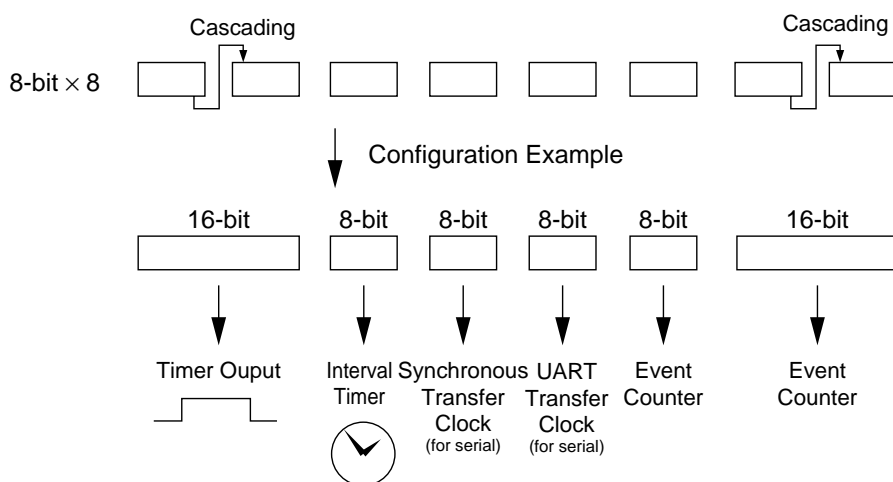 Cascading Cascading
8-bit × 8
Configuration Example
16-bit 8-bit 8-bit 8-bit 8-bit 16-bit
Timer Ouput
Interval
Timer
Synchronous
Transfer
Clock
(for serial)
UART
Transfer
Clock
(for serial)
Event
Counter
Event
Counter